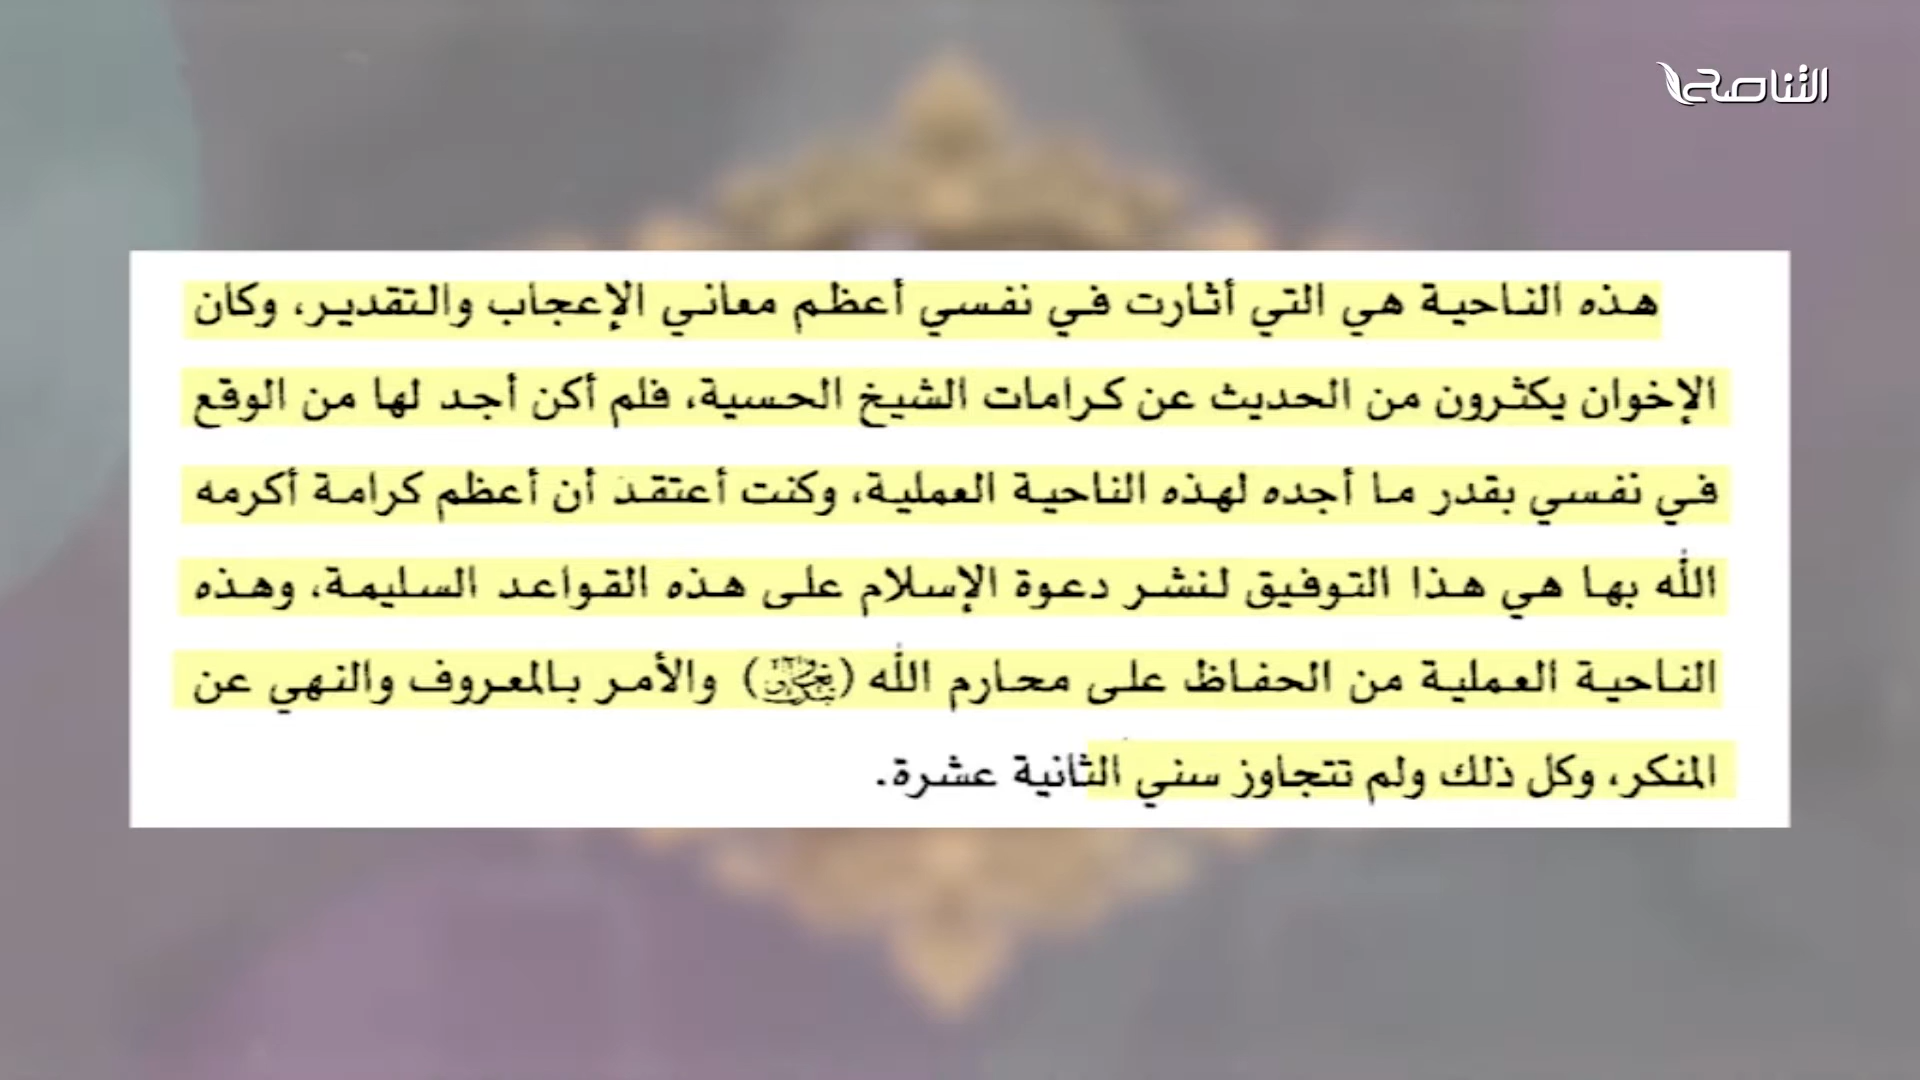 التناصح
هذه الناحية هي التي أثارت في نفسي أعظم معاني الإعجاب والتقدير، وكان
الإخوان يكثرون من الحديث عن كرامات الشيخ الحسية، فلم أكن أجد لها من الوقع
في نفسي بقدر ما أجده لهذه الناحية العملية، وكنت أعتقد أن أعظم كرامة أكرمه
الله بها هي هذا التوفيق لنشر دعوة الإسلام على هذه القواعد السليمة، وهذه
الناحية العملية من الحفاظ على محارم الله () والأمر بالمعروف والنهي عن
المنكر، وكل ذلك ولم تتجاوز سني الثانية عشرة.